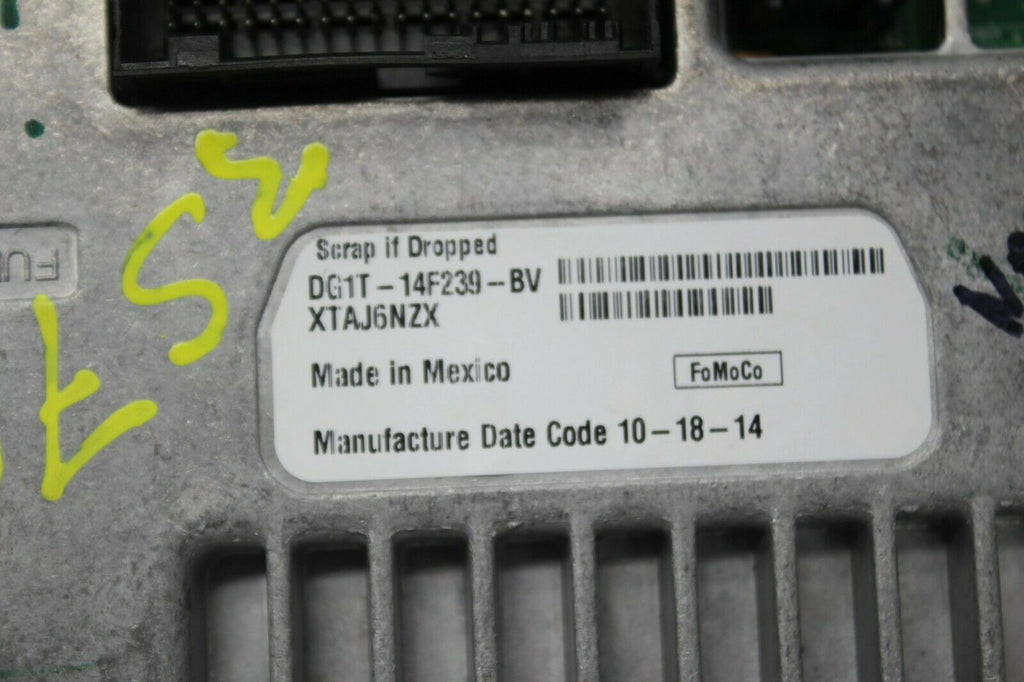 Scrap if Dropped
DG1T-14F239-BV
XTAJ6NZX
Made in Mexico
FoMoCo
Manufacture Date Code 10-18-14